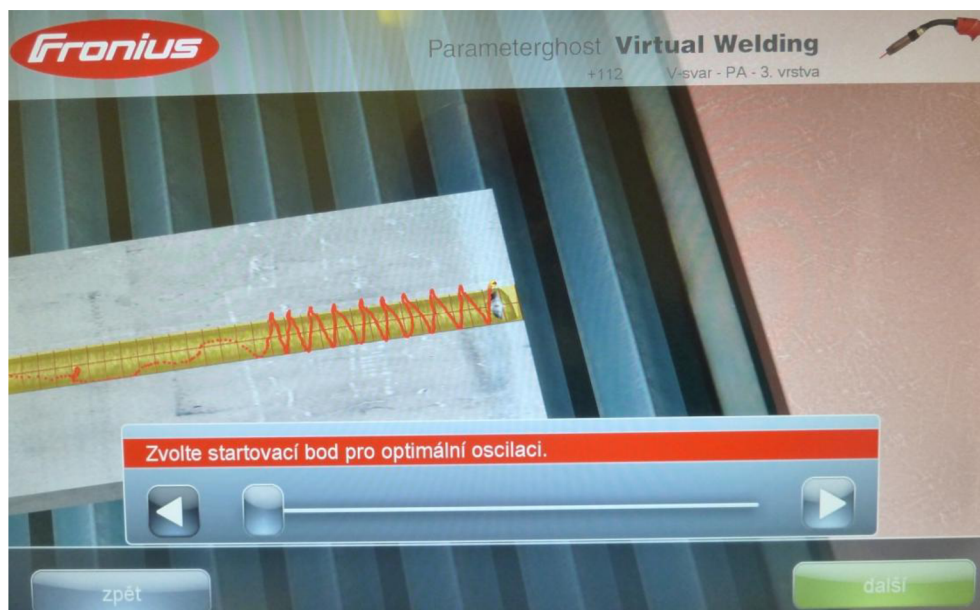 Fronius
Parameterghost Virtual Welding
+112 V-svar - PA - 3. vrstva
Zvolte startovací bod pro optimální oscilaci.
zpět
další